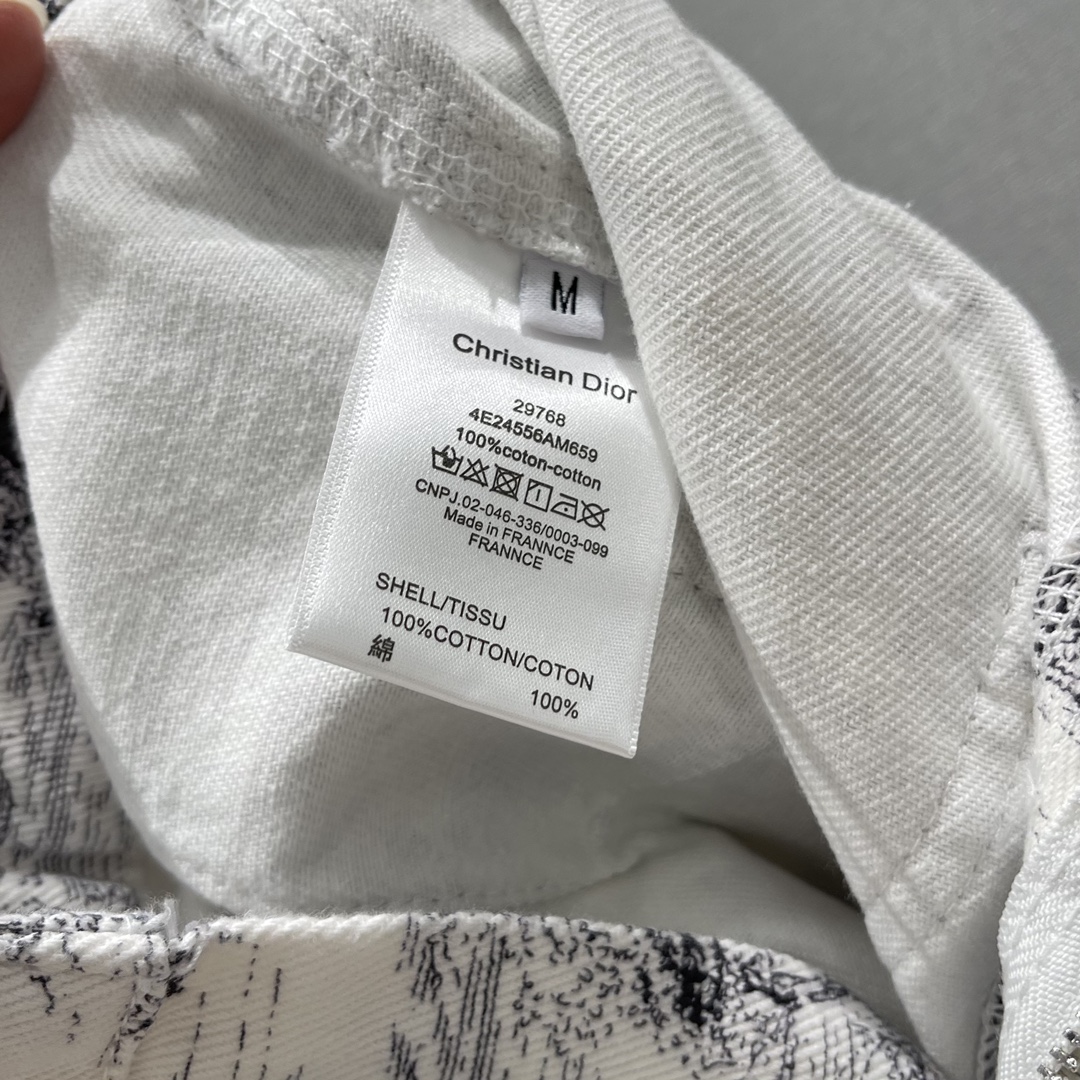 M
Christian Dior
29768
4E24556AM659
100%coton-cotton
CNPJ.02-046-336/0003-099
Made in FRANNCE
FRANNCE
SHELL/TISSU
100%COTTON/COTON
綿
100%